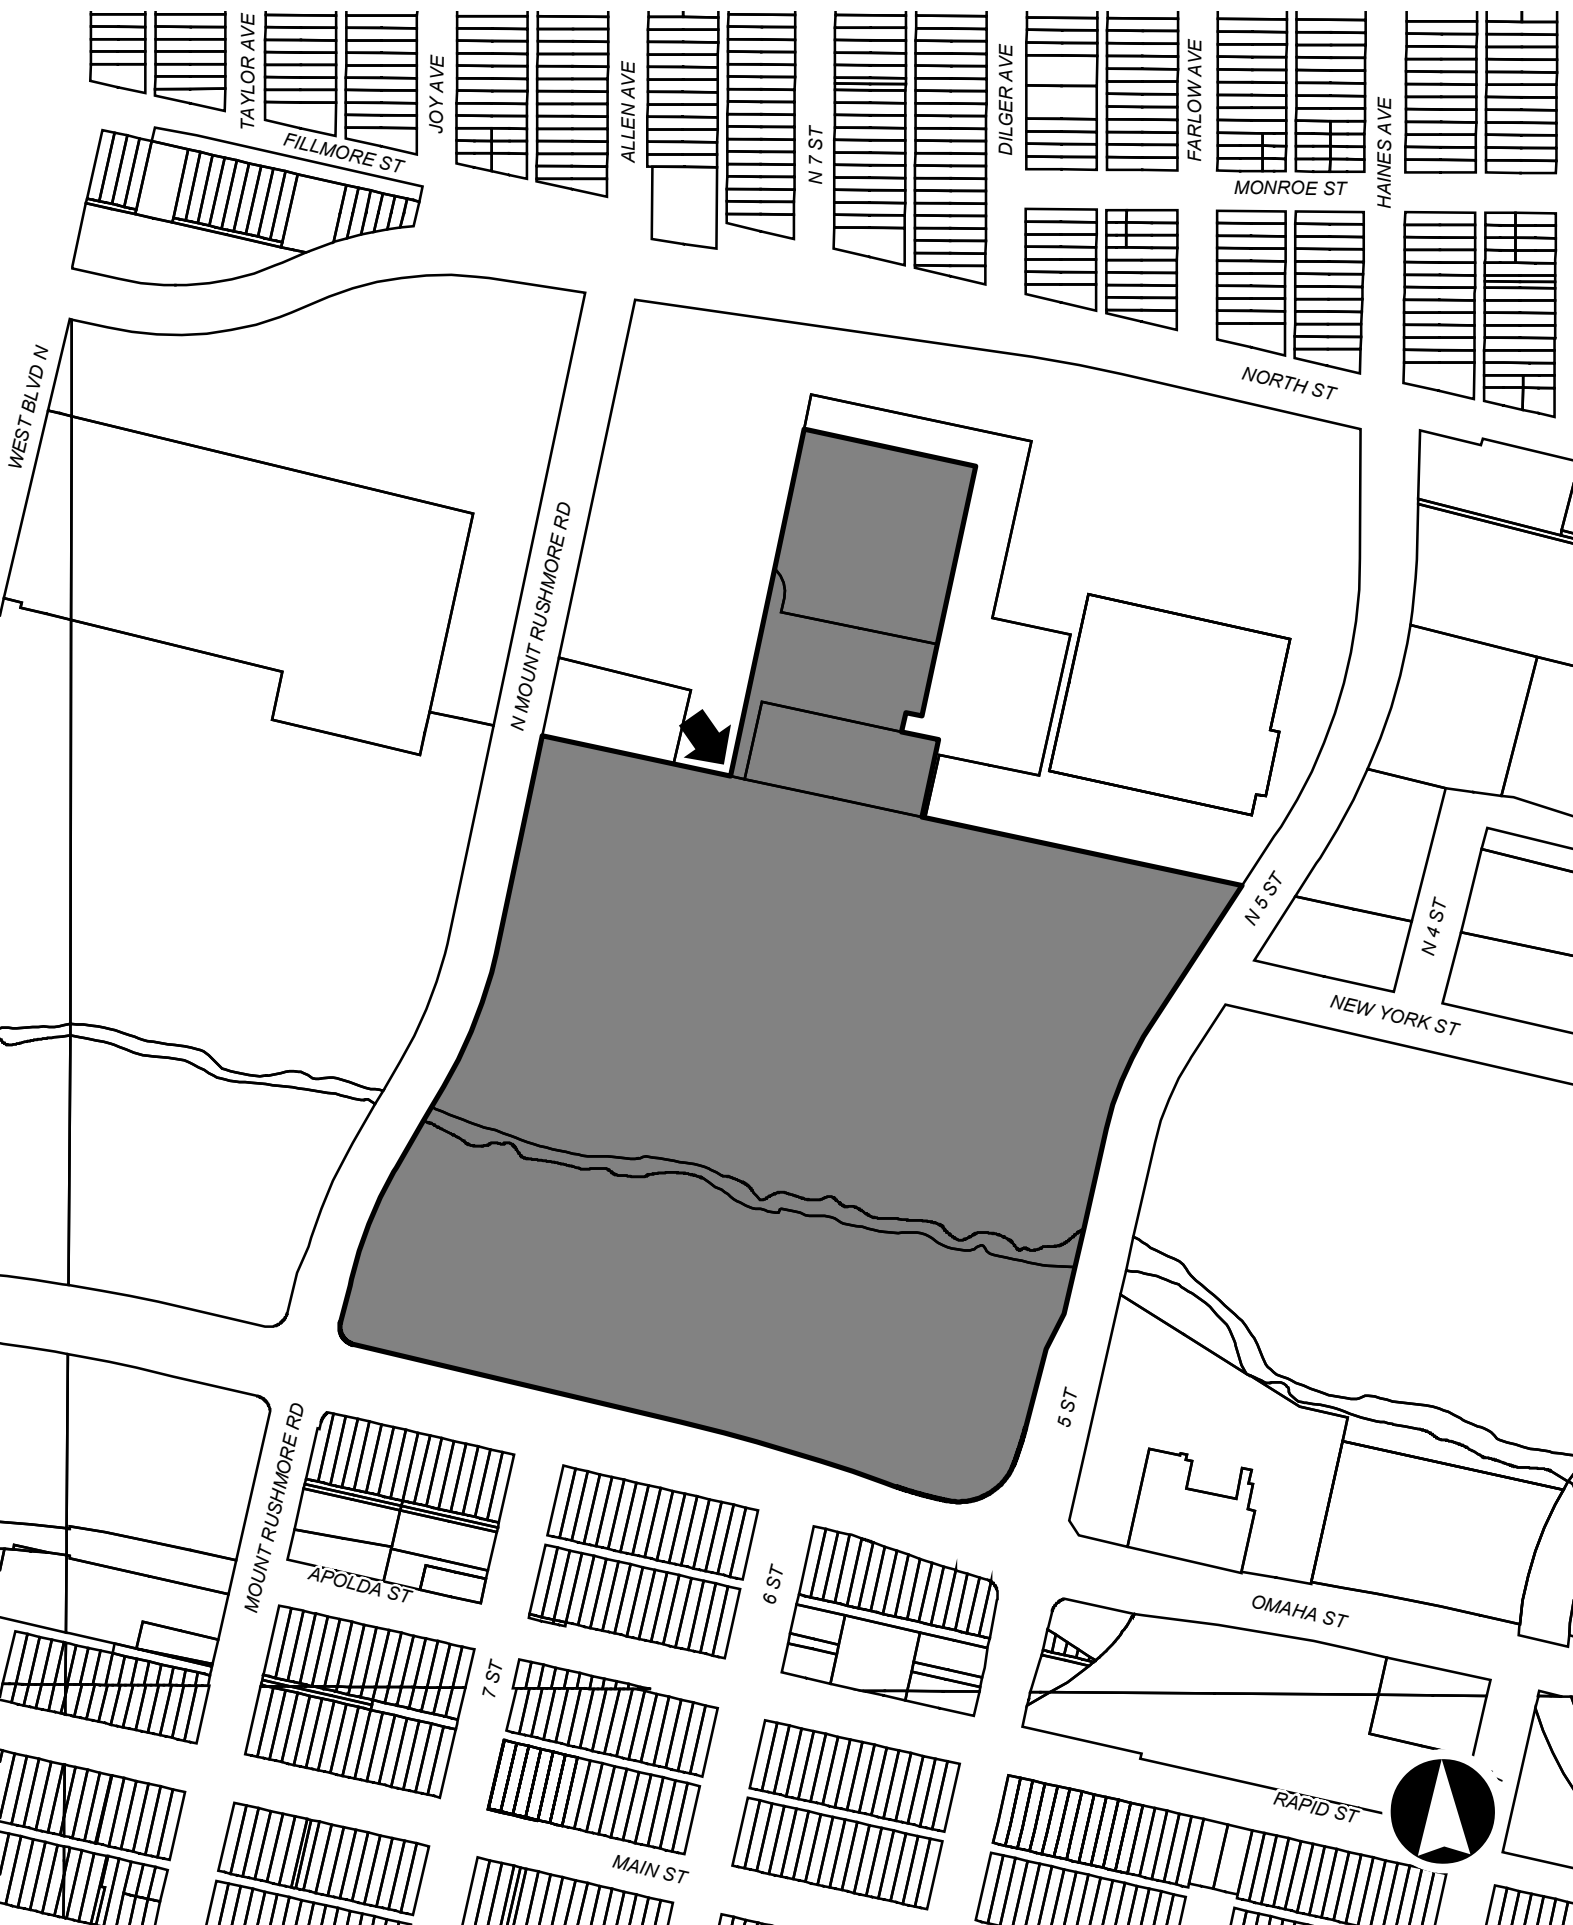 TAYLOR AVE
JOY AVE
ALLEN AVE
N 7 ST
DILGER AVE
FARLOW AVE
HAINES AVE
FILLMORE ST
MONROE ST
NORTH ST
WEST BLVD N
N MOUNT RUSHMORE RD
N 5 ST
N 4 ST
NEW YORK ST
5 ST
MOUNT RUSHMORE RD
APOLDA ST
6 ST
OMAHA ST
7 ST
RAPID ST
MAIN ST